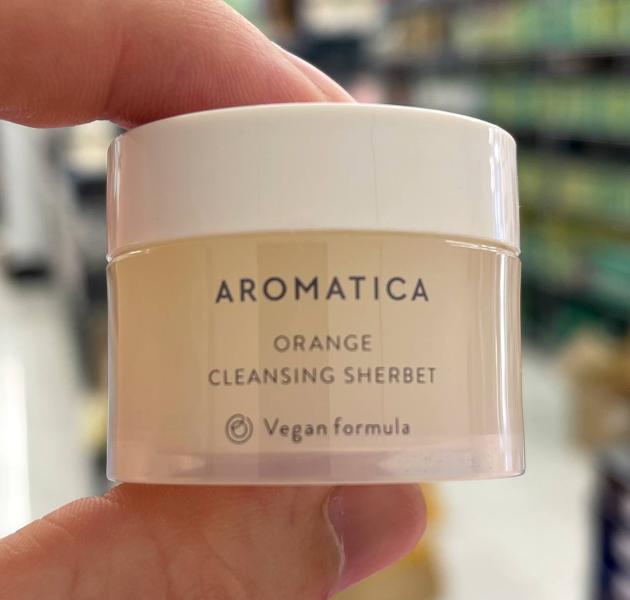 AROMATICA
ORANGE
CLEANSING SHERBET
Vegan formula